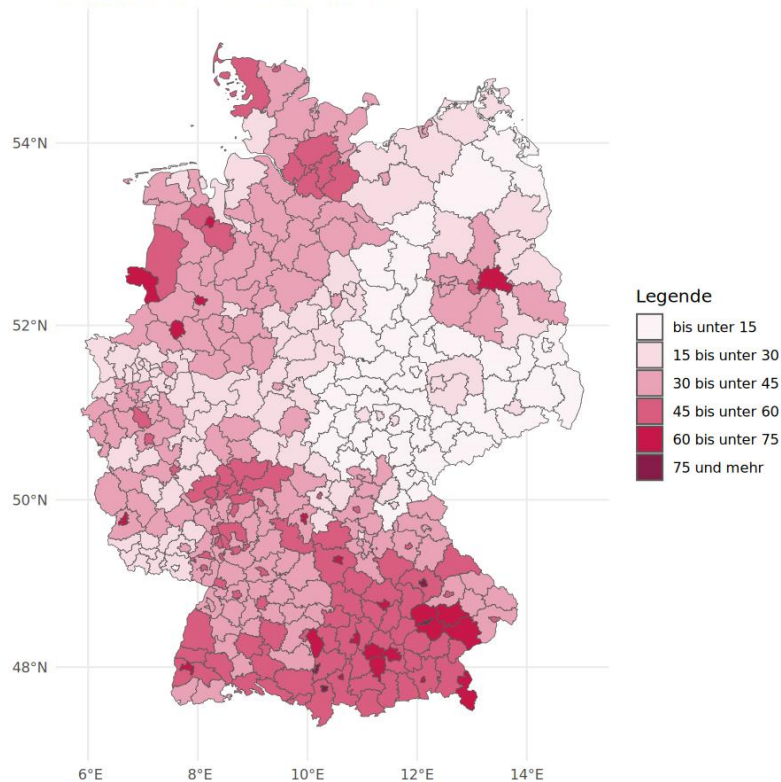 54°N
52°N
50°N
48°N
6°E
8°E
10°E
12°E
14°E
Legende
bis unter 15
15 bis unter 30
30 bis unter 45
45 bis unter 60
60 bis unter 75
75 und mehr